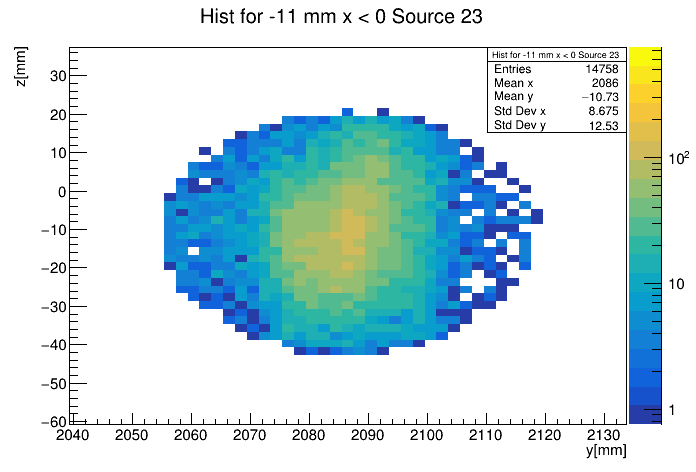 Hist for -11 mm x < 0 Source 23
z[mm]
Hist for -11 mm x < 0 Source 23
Entries 14758
Mean x 2086
Mean y −10.73
Std Dev x 8.675
Std Dev y 12.53
30
20
10
0
−10
−20
−30
−40
−50
−60
2040 2050 2060 2070 2080 2090 2100 2110 2120 2130
y[mm]
10²
10
1